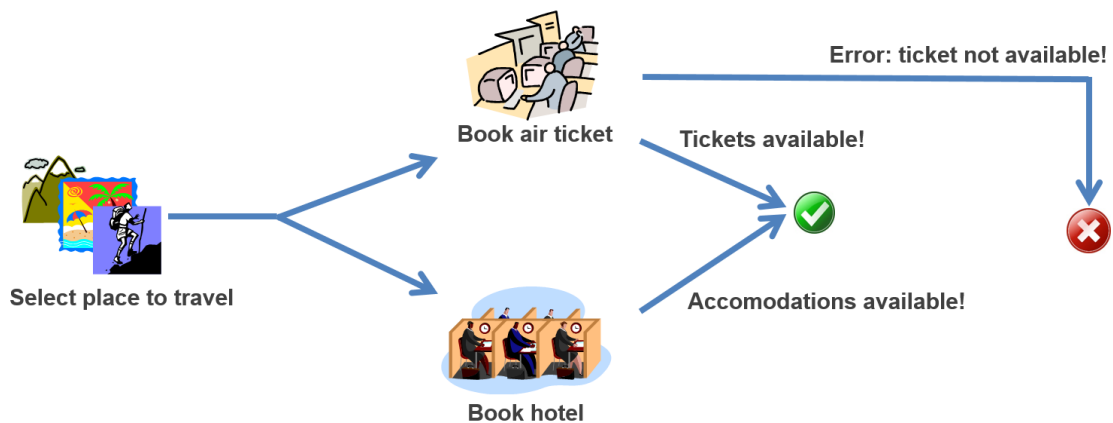 Error: ticket not available!
Book air ticket
Tickets available!
Select place to travel
Accomodations available!
Book hotel